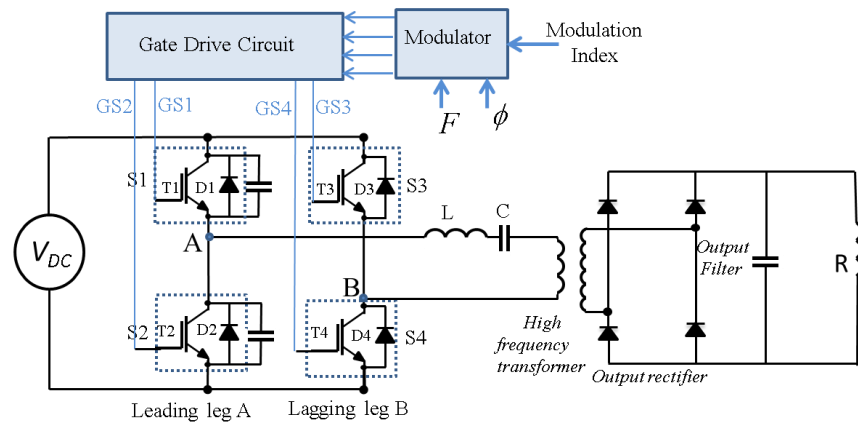 Gate Drive Circuit
Modulator
Modulation
Index
GS2
GS1
GS4
GS3
F
ϕ
S1
T1
D1
T3
D3
S3
VDC
A
L
C
B
Output
Filter
R
S2
T2
D2
T4
D4
S4
High
frequency
transformer
Output rectifier
Leading leg A
Lagging leg B